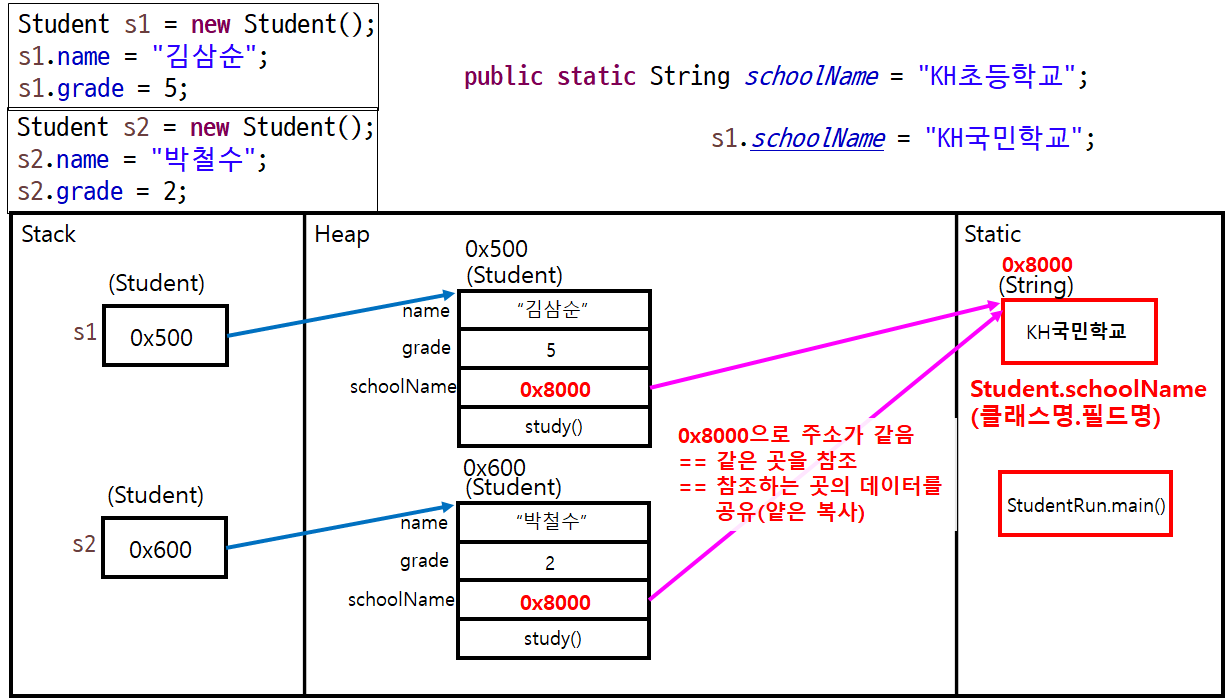 Student s1 = new Student();
s1.name = "김삼순";
s1.grade = 5;
Student s2 = new Student();
s2.name = "박철수";
s2.grade = 2;
public static String schoolName = "KH초등학교";
s1.schoolName = "KH국민학교";
Stack
(Student)
s1
0x500
(Student)
s2
0x600
Heap
0x500
(Student)
name
“김삼순”
grade
5
schoolName
0x8000
study()
0x600
(Student)
name
“박철수”
grade
2
schoolName
0x8000
study()
0x8000으로 주소가 같음
== 같은 곳을 참조
== 참조하는 곳의 데이터를
공유(얕은 복사)
Static
0x8000
(String)
KH국민학교
Student.schoolName
(클래스명.필드명)
StudentRun.main()